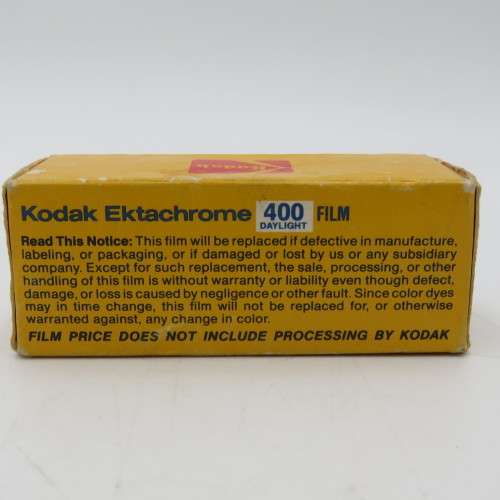 Kodak
Kodak Ektachrome 400 DAYLIGHT FILM
Read This Notice: This film will be replaced if defective in manufacture,
labeling, or packaging, or if damaged or lost by us or any subsidiary
company. Except for such replacement, the sale, processing, or other
handling of this film is without warranty or liability even though defect,
damage, or loss is caused by negligence or other fault. Since color dyes
may in time change, this film will not be replaced for, or otherwise
warranted against, any change in color.
FILM PRICE DOES NOT INCLUDE PROCESSING BY KODAK